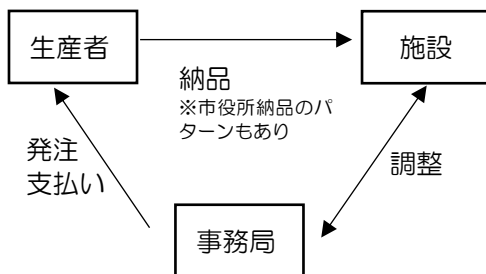 生産者
施設
納品
※市役所納品のパ
ターンもあり
発注
支払い
調整
事務局